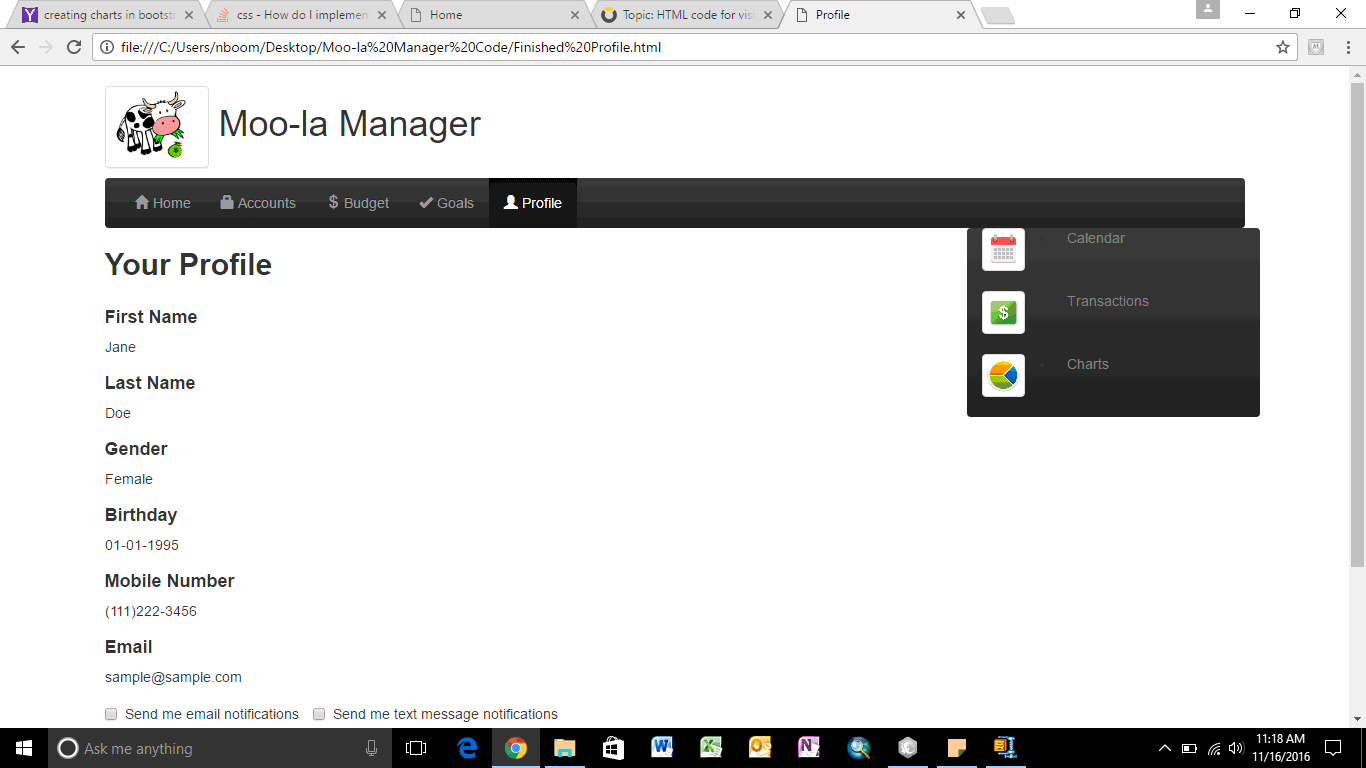 creating charts in bootstr
css - How do I implemen
Home
Topic: HTML code for vis
Profile
file:///C:/Users/nboom/Desktop/Moo-la%20Manager%20Code/Finished%20Profile.html
Moo-la Manager
Home Accounts $ Budget Goals Profile
Calendar
$ Transactions
Charts
Your Profile
First Name
Jane
Last Name
Doe
Gender
Female
Birthday
01-01-1995
Mobile Number
(111)222-3456
Email
sample@sample.com
Send me email notifications Send me text message notifications
Ask me anything
11:18 AM
11/16/2016